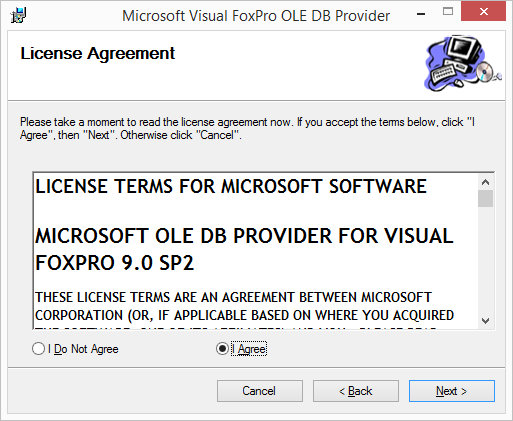 Microsoft Visual FoxPro OLE DB Provider
License Agreement
Please take a moment to read the license agreement now. If you accept the terms below, click "I
Agree", then "Next". Otherwise click "Cancel".
LICENSE TERMS FOR MICROSOFT SOFTWARE
MICROSOFT OLE DB PROVIDER FOR VISUAL
FOXPRO 9.0 SP2
THESE LICENSE TERMS ARE AN AGREEMENT BETWEEN MICROSOFT
CORPORATION (OR, IF APPLICABLE BASED ON WHERE YOU ACQUIRED
I Do Not Agree
I Agree
Cancel
< Back
Next >